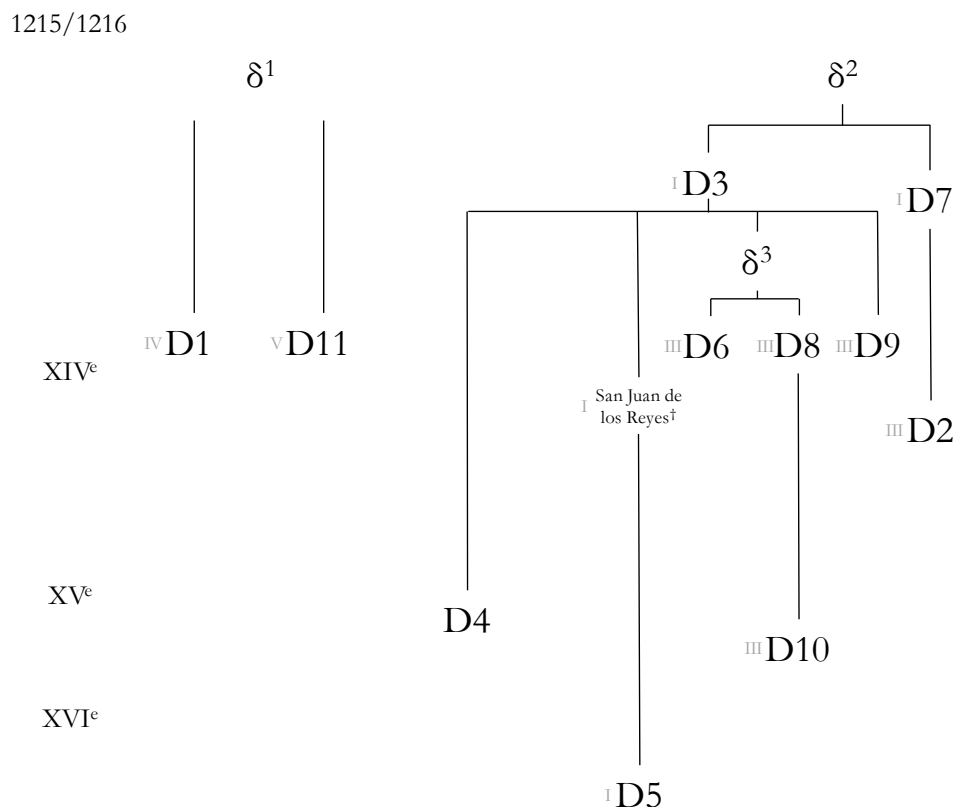 1215/1216
δ¹ δ²
I D3
I D7
δ³
IV D1 V D11 III D6 III D8 III D9
XIVᵉ
I San Juan de
los Reyes†
III D2
XVᵉ
D4
III D10
XVIᵉ
I D5